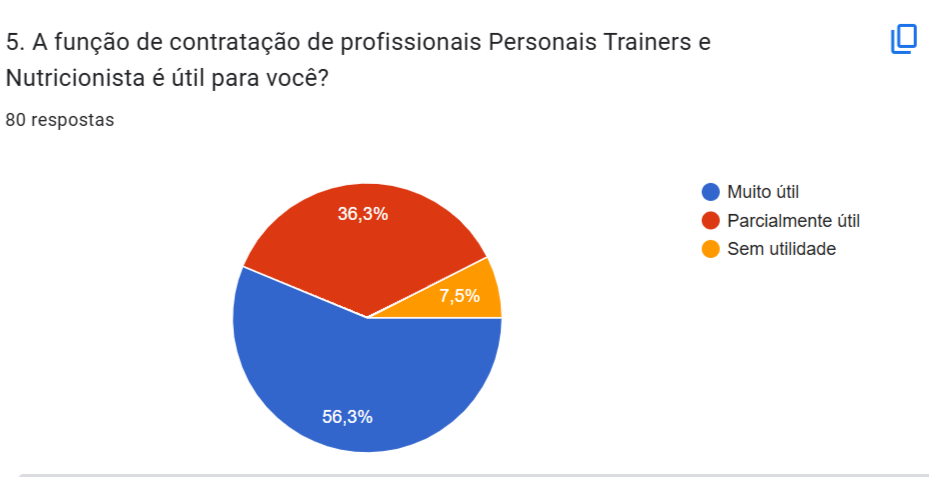 5. A função de contratação de profissionais Personais Trainers e
Nutricionista é útil para você?
80 respostas
36,3%
7,5%
56,3%
Muito útil
Parcialmente útil
Sem utilidade